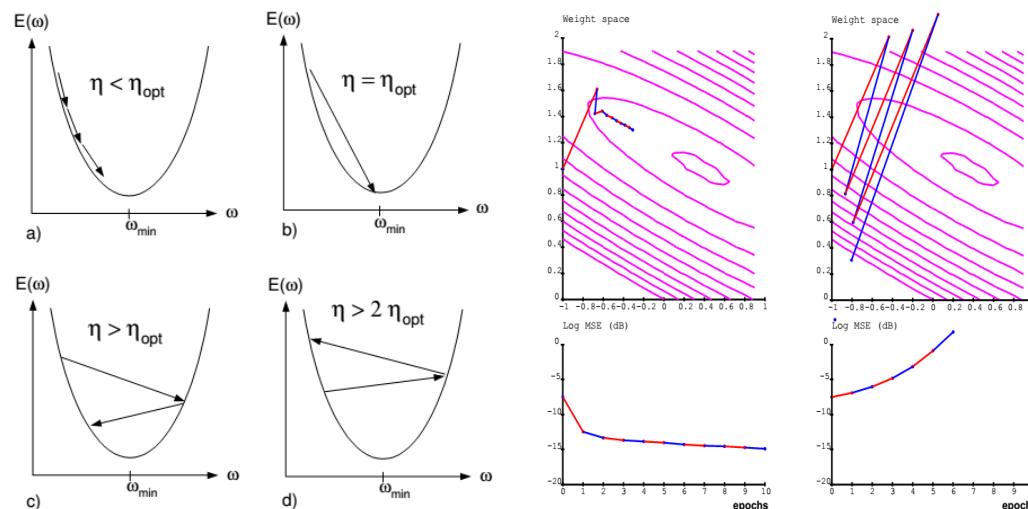 E(ω)
η < ηopt
ω
ωmin
a)
E(ω)
η = ηopt
ω
ωmin
b)
E(ω)
η > ηopt
ω
ωmin
c)
E(ω)
η > 2 ηopt
ω
ωmin
d)
Weight space
2
1.8
1.6
1.4
1.2
1
0.8
0.6
0.4
0.2
0
-1 -0.8-0.6-0.4-0.2 0 0.2 0.4 0.6 0.8 1
Log MSE (dB)
0
-5
-10
-15
-20
0 1 2 3 4 5 6 7 8 9 10
epochs
Weight space
2
1.8
1.6
1.4
1.2
1
0.8
0.6
0.4
0.2
0
-1 -0.8-0.6-0.4-0.2 0 0.2 0.4 0.6 0.8
Log MSE (dB)
0
-5
-10
-15
-20
0 1 2 3 4 5 6 7 8 9
epochs